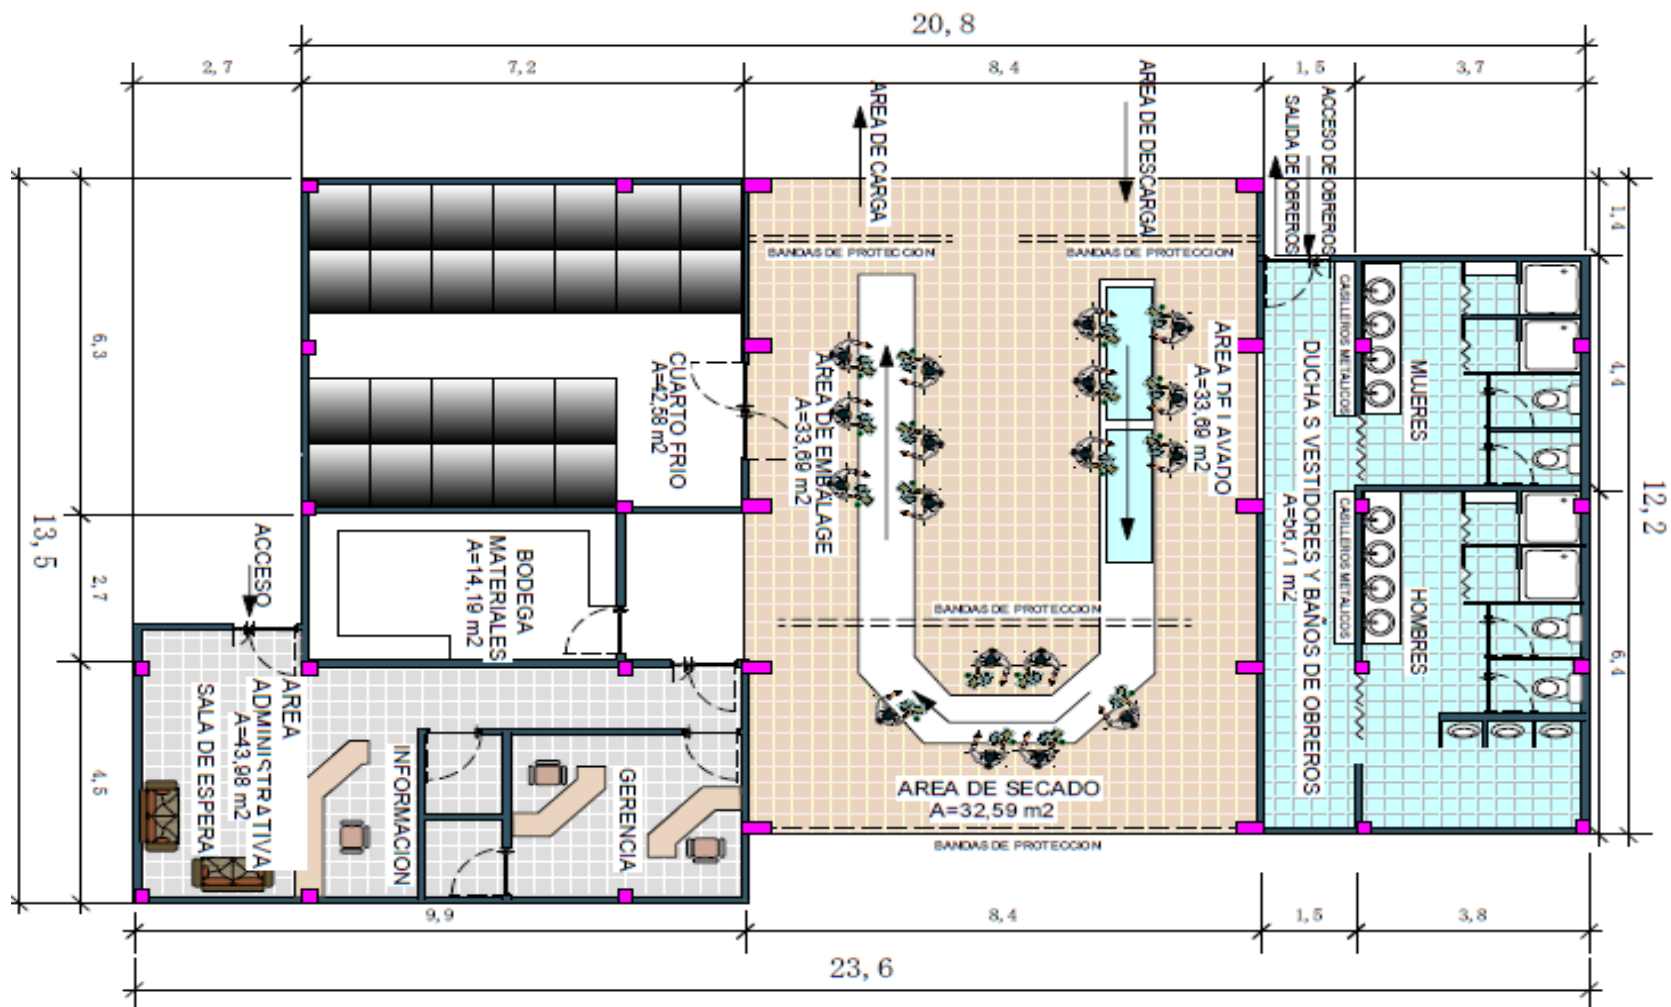 20,8
2,7
7,2
8,4
1,5
3,7
AREA DE CARGA
AREA DE DESCARGA
SALIDA DE OBREROS
ACCESO DE OBREROS
1,4
BANDAS DE PROTECCION
BANDAS DE PROTECCION
CASILLEROS METALICOS
6,3
CUARTO FRIO
A=42,58 m2
AREA DE EMBALAGE
A=33,69 m2
AREA DE LAVADO
A=33,69 m2
DUCHAS VESTIDORES Y BAÑOS DE OBREROS
A=56,71 m2
MUJERES
4,4
12,2
13,5
ACCESO
2,7
BODEGA
MATERIALES
A=14,19 m2
BANDAS DE PROTECCION
CASILLEROS METALICOS
HOMBRES
6,4
AREA
ADMINISTRATIVA
A=43,98 m2
SALA DE ESPERA
INFORMACION
GERENCIA
4,5
AREA DE SECADO
A=32,59 m2
BANDAS DE PROTECCION
9,9
8,4
1,5
3,8
23,6